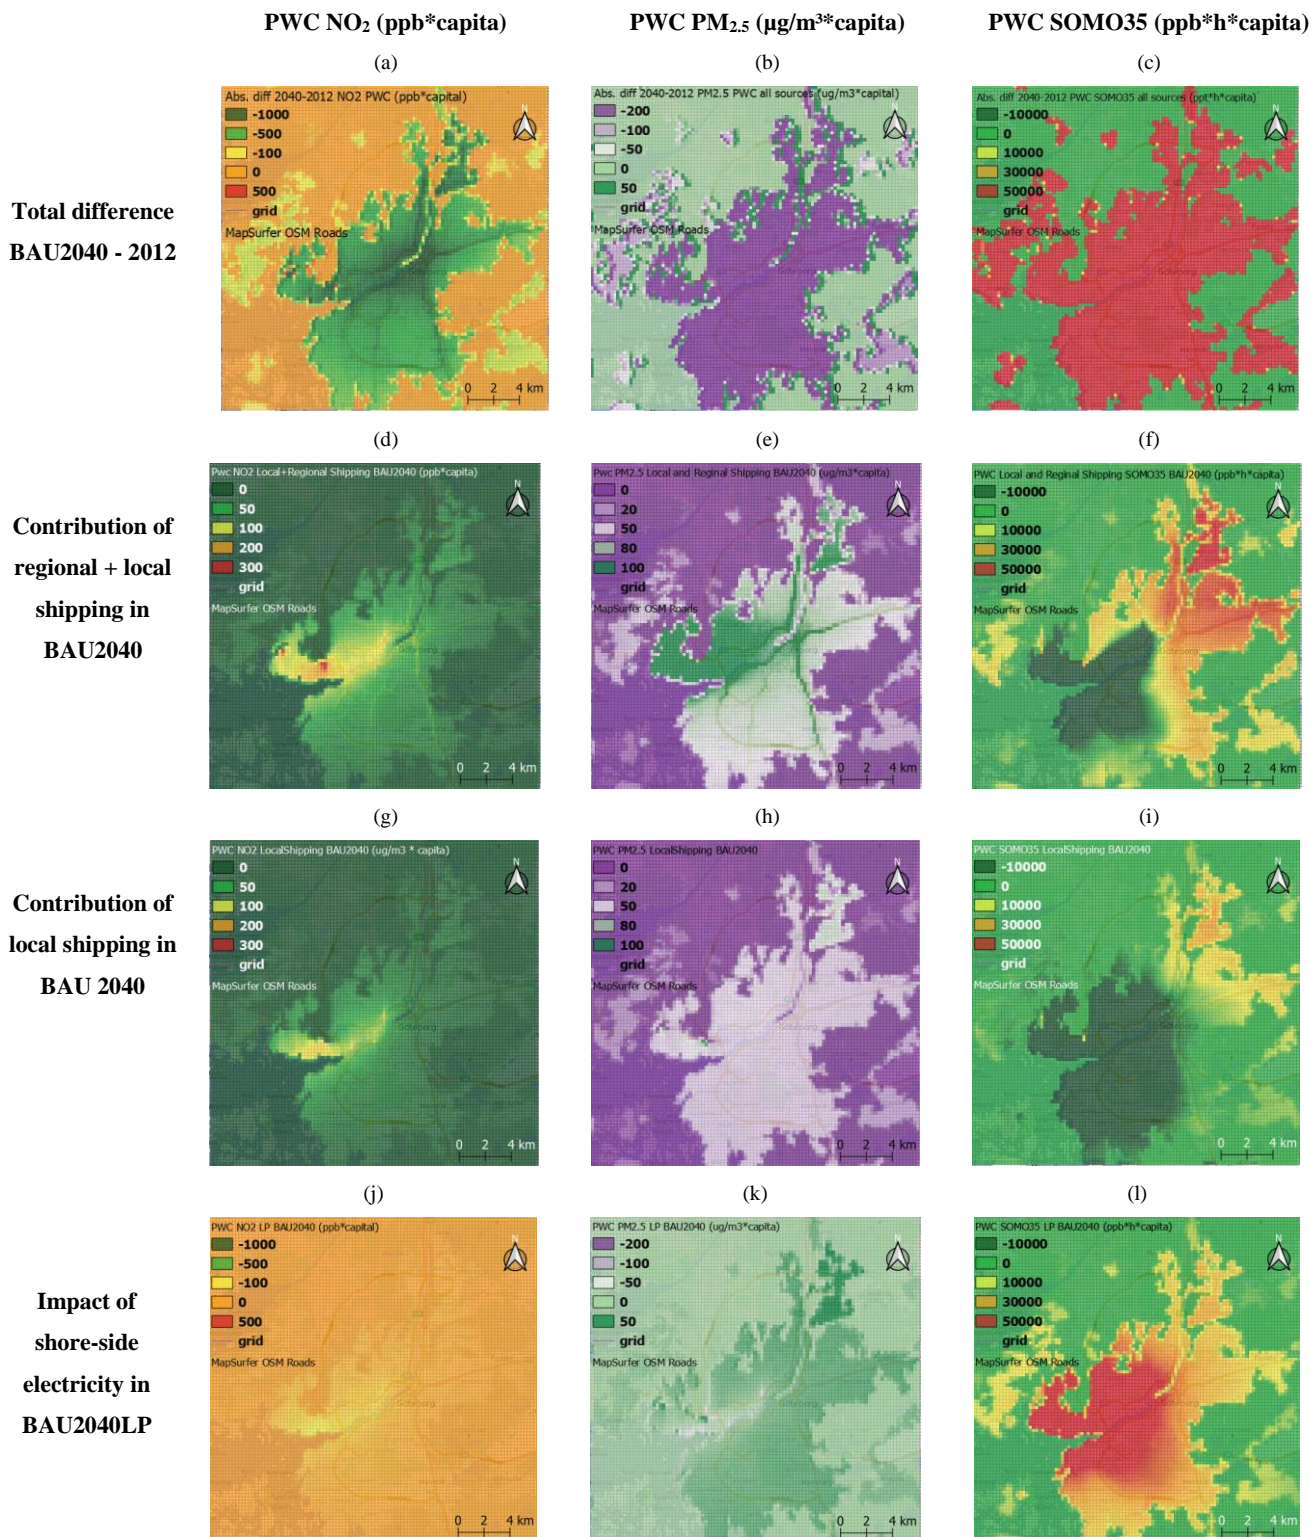 PWC NO₂ (ppb*capita) PWC PM₂.₅ (µg/m³*capita) PWC SOMO35 (ppb*h*capita)
(a) (b) (c)
Total difference
BAU2040 - 2012
Abs. diff 2040-2012 NO2 PWC (ppb*capital)
-1000
-500
-100
0
500
grid
MapSurfer OSM Roads
N
0 2 4 km
Abs. diff 2040-2012 PM2.5 PWC all sources (ug/m3*capital)
-200
-100
-50
0
50
grid
MapSurfer OSM Roads
N
0 2 4 km
Abs. diff 2040-2012 PWC SOMO35 all sources (ppt*h*capita)
-10000
0
10000
30000
50000
grid
MapSurfer OSM Roads
N
Göteborg
0 2 4 km
(d) (e) (f)
Contribution of
regional + local
shipping in
BAU2040
Pwc NO2 Local+Regional Shipping BAU2040 (ppb*capita)
0
50
100
200
300
grid
MapSurfer OSM Roads
N
Göteborg
0 2 4 km
Pwc PM2.5 Local and Reginal Shipping BAU2040 (ug/m3*capita)
0
20
50
80
100
grid
MapSurfer OSM Roads
N
Göteborg
0 2 4 km
PWC Local and Reginal Shipping SOMO35 BAU2040 (ppb*h*capita)
-10000
0
10000
30000
50000
grid
MapSurfer OSM Roads
N
Göteborg
0 2 4 km
(g) (h) (i)
Contribution of
local shipping in
BAU 2040
PWC NO2 LocalShipping BAU2040 (ug/m3 * capita)
0
50
100
200
300
grid
MapSurfer OSM Roads
N
Göteborg
0 2 4 km
PWC PM2.5 LocalShipping BAU2040
0
20
50
80
100
grid
MapSurfer OSM Roads
N
Göteborg
0 2 4 km
PWC SOMO35 LocalShipping BAU2040
-10000
0
10000
30000
50000
grid
MapSurfer OSM Roads
N
Göteborg
0 2 4 km
(j) (k) (l)
Impact of
shore-side
electricity in
BAU2040LP
PWC NO2 LP BAU2040 (ppb*capital)
-1000
-500
-100
0
500
grid
MapSurfer OSM Roads
N
Göteborg
0 2 4 km
PWC PM2.5 LP BAU2040 (ug/m3*capita)
-200
-100
-50
0
50
grid
MapSurfer OSM Roads
N
Göteborg
0 2 4 km
PWC SOMO35 LP BAU2040 (ppb*h*capita)
-10000
0
10000
30000
50000
grid
MapSurfer OSM Roads
N
Göteborg
0 2 4 km